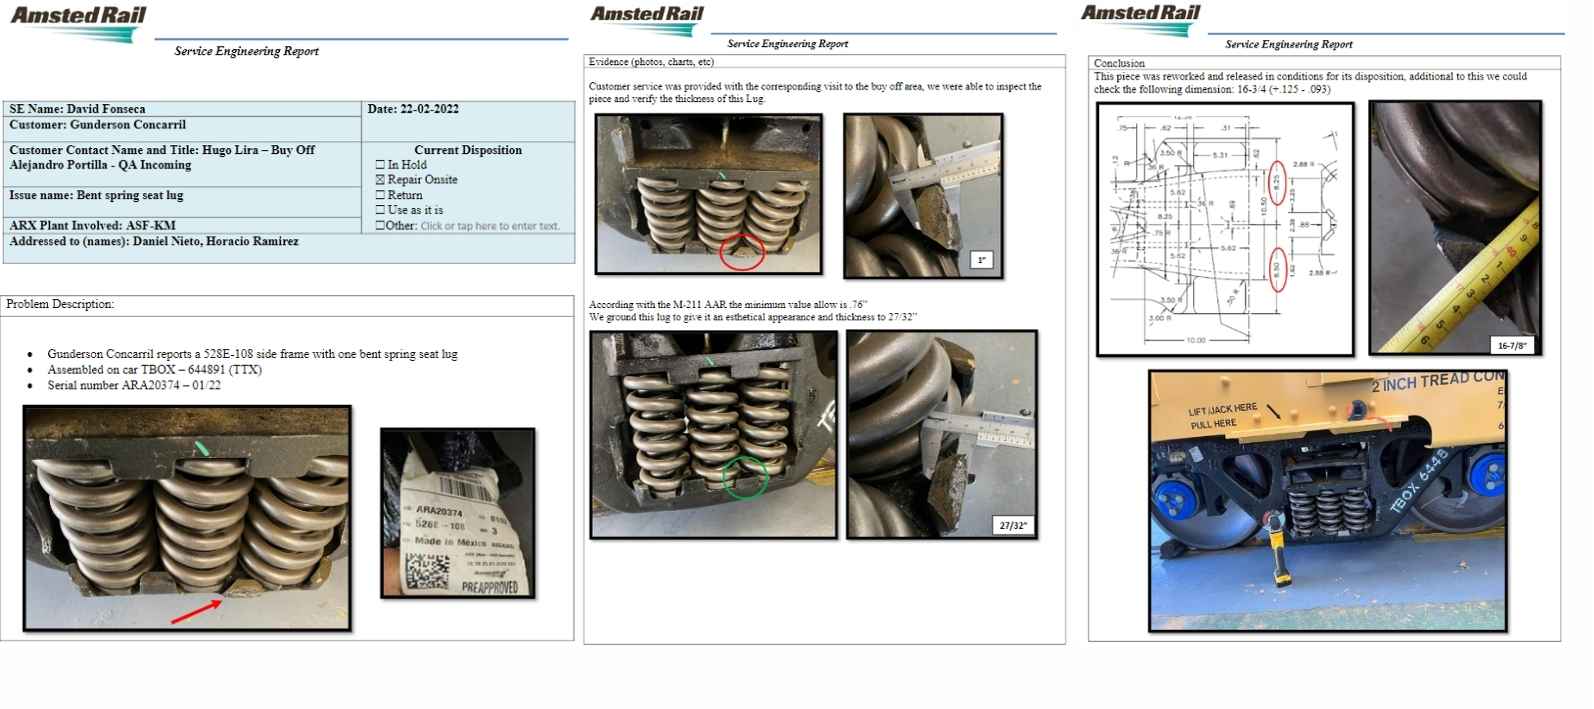 Amsted Rail
Service Engineering Report
SE Name: David Fonseca
Date: 22-02-2022
Customer: Gunderson Concarril
Customer Contact Name and Title: Hugo Lira – Buy Off
Alejandro Portilla - QA Incoming
Current Disposition
☐ In Hold
☒ Repair Onsite
☐ Return
☐ Use as it is
☐Other: Click or tap here to enter text.
Issue name: Bent spring seat lug
ARX Plant Involved: ASF-KM
Addressed to (names): Daniel Nieto, Horacio Ramirez
Problem Description:
• Gunderson Concarril reports a 528E-108 side frame with one bent spring seat lug
• Assembled on car TBOX – 644891 (TTX)
• Serial number ARA20374 – 01/22
ARA20374
526E - 108
3
Made in Mexico
PREAPPROVED
Amsted Rail
Service Engineering Report
Evidence (photos, charts, etc)
Customer service was provided with the corresponding visit to the buy off area, we were able to inspect the
piece and verify the thickness of this Lug.
1"
According with the M-211 AAR the minimum value allow is .76"
We ground this lug to give it an esthetical appearance and thickness to 27/32"
27/32"
Amsted Rail
Service Engineering Report
Conclusion
This piece was reworked and released in conditions for its disposition, additional to this we could
check the following dimension: 16-3/4 (+.125 - .093)
.75
.62
.31
3.50 R
5.31
.62
2.88 R
5.62
8.25
8.25
10.50
.75 R
5.62
5.62
8.50
2.88 R
3.50 R
3.00 R
10.00
16-7/8"
2 INCH TREAD CON
LIFT/JACK HERE
PULL HERE
TBOX 6448